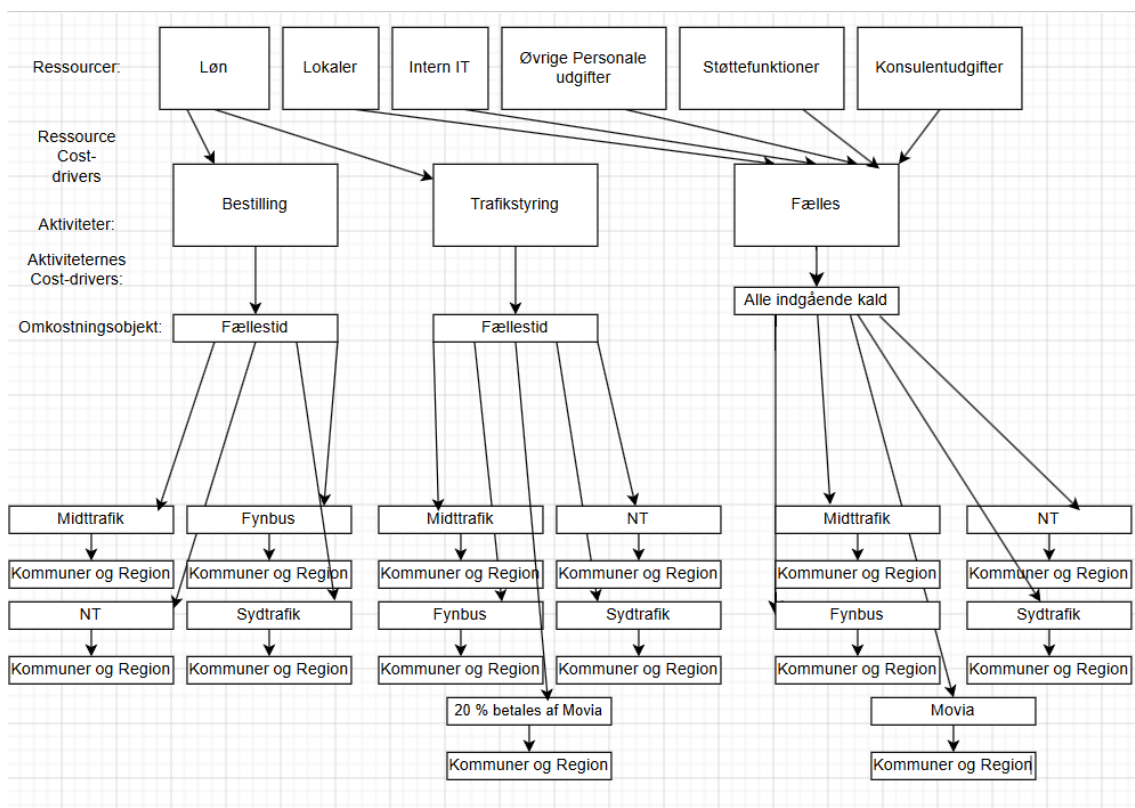 Ressourcer:
Løn
Lokaler
Intern IT
Øvrige Personale
udgifter
Støttefunktioner
Konsulentudgifter
Ressource
Cost-
drivers
Aktiviteter:
Bestilling
Trafikstyring
Fælles
Aktiviteternes
Cost-drivers:
Alle indgående kald
Omkostningsobjekt:
Fællestid
Fællestid
Midttrafik
Fynbus
Midttrafik
NT
Midttrafik
NT
Kommuner og Region
Kommuner og Region
Kommuner og Region
Kommuner og Region
Kommuner og Region
Kommuner og Region
NT
Sydtrafik
Fynbus
Sydtrafik
Fynbus
Sydtrafik
Kommuner og Region
Kommuner og Region
Kommuner og Region
Kommuner og Region
Kommuner og Region
Kommuner og Region
20 % betales af Movia
Movia
Kommuner og Region
Kommuner og Region